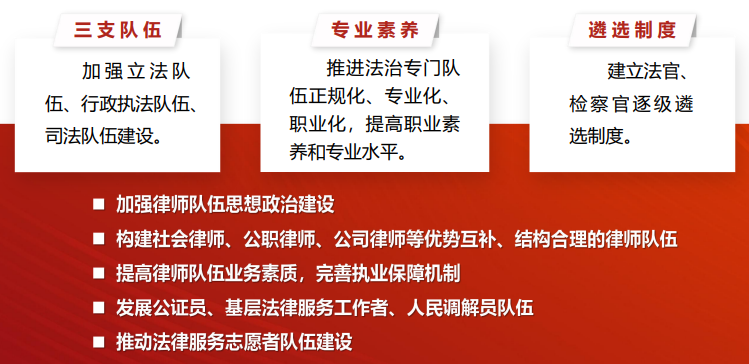 三支队伍
加强立法队
伍、行政执法队伍、
司法队伍建设。
专业素养
推进法治专门队
伍正规化、专业化、
职业化，提高职业素
养和专业水平。
遴选制度
建立法官、
检察官逐级遴
选制度。
■ 加强律师队伍思想政治建设
■ 构建社会律师、公职律师、公司律师等优势互补、结构合理的律师队伍
■ 提高律师队伍业务素质，完善执业保障机制
■ 发展公证员、基层法律服务工作者、人民调解员队伍
■ 推动法律服务志愿者队伍建设